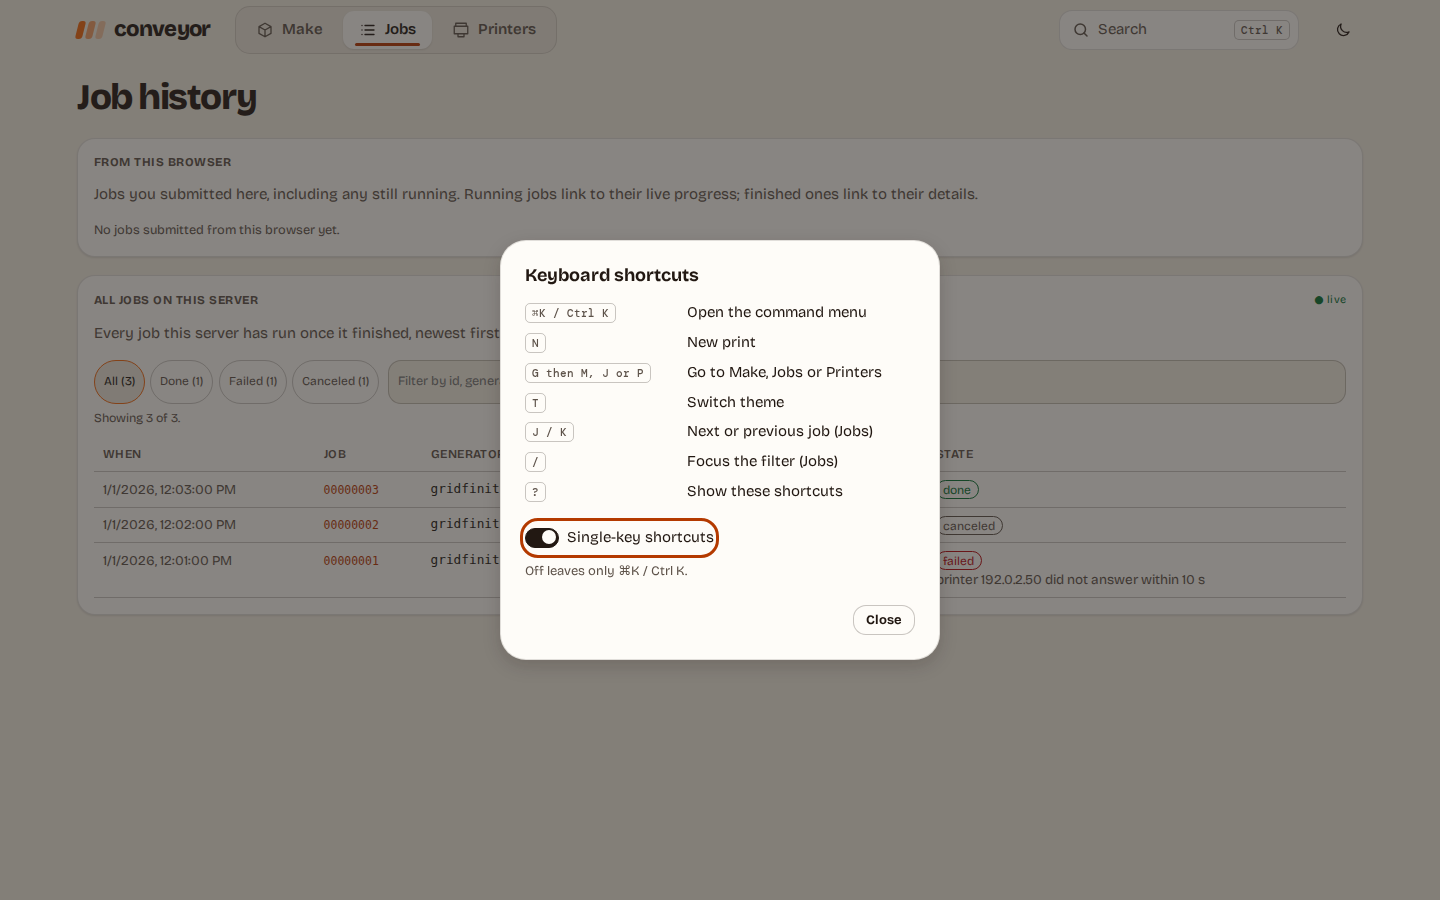 conveyor
Make
Jobs
Printers
Search
Ctrl K
Job history
FROM THIS BROWSER
Jobs you submitted here, including any still running. Running jobs link to their live progress; finished ones link to their details.
No jobs submitted from this browser yet.
ALL JOBS ON THIS SERVER
live
Every job this server has run once it finished, newest first
All (3)
Done (1)
Failed (1)
Canceled (1)
Filter by id, gener
Showing 3 of 3.
WHEN JOB GENERATOR STATE
1/1/2026, 12:03:00 PM 00000003 gridfinit done
1/1/2026, 12:02:00 PM 00000002 gridfinit canceled
1/1/2026, 12:01:00 PM 00000001 gridfinit failed
printer 192.0.2.50 did not answer within 10 s
Keyboard shortcuts
⌘K / Ctrl K Open the command menu
N New print
G then M, J or P Go to Make, Jobs or Printers
T Switch theme
J / K Next or previous job (Jobs)
/ Focus the filter (Jobs)
? Show these shortcuts
Single-key shortcuts
Off leaves only ⌘K / Ctrl K.
Close